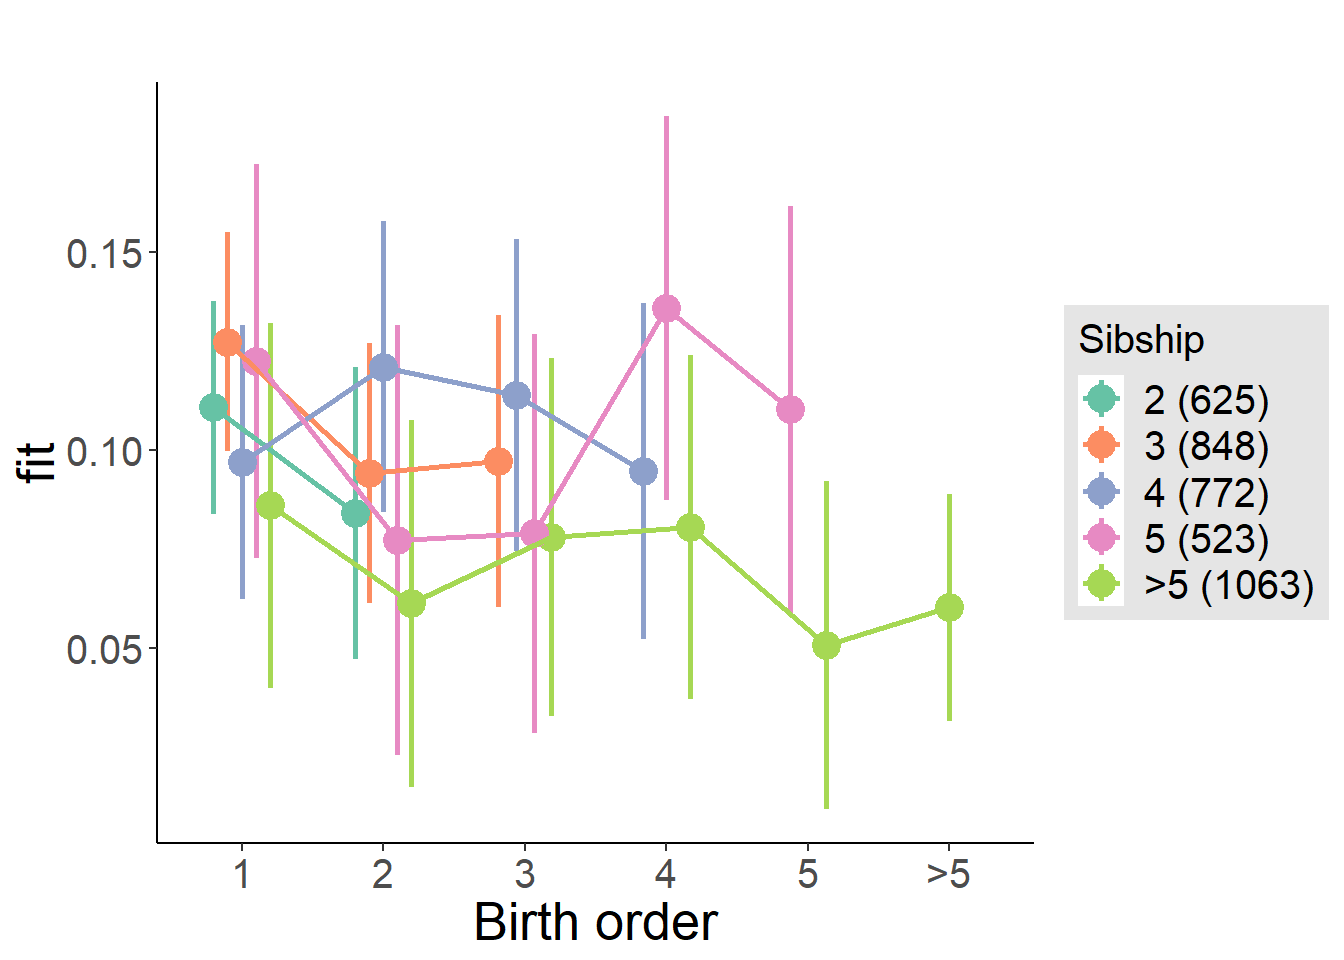 0.15
0.10
0.05
fit
1 2 3 4 5 >5
Birth order
Sibship
2 (625)
3 (848)
4 (772)
5 (523)
>5 (1063)